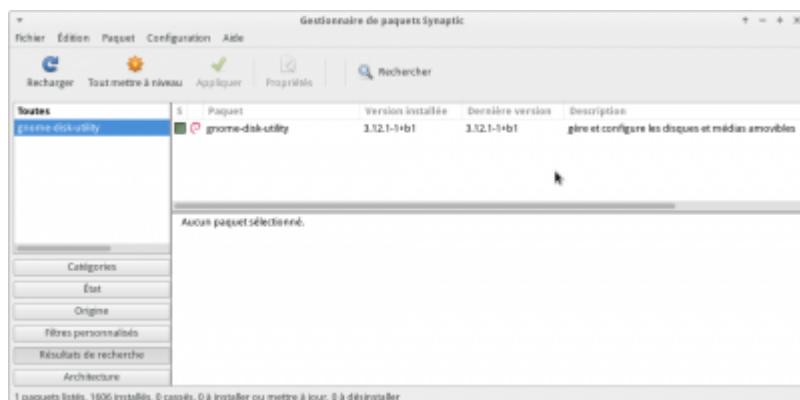 Gestionnaire de paquets Synaptic
Fichier Édition Paquet Configuration Aide
Recharger Tout mettre à niveau Appliquer Propriétés Rechercher
Toutes
gnome-disk-utility
S Paquet Version installée Dernière version Description
gnome-disk-utility 3.12.1-1+b1 3.12.1-1+b1 gère et configure les disques et médias amovibles
Aucun paquet sélectionné.
Catégories
État
Origine
Filtres personnalisés
Résultats de recherche
Architecture
1 paquets listés, 1606 installés, 0 cassés, 0 à installer ou mettre à jour, 0 à désinstaller